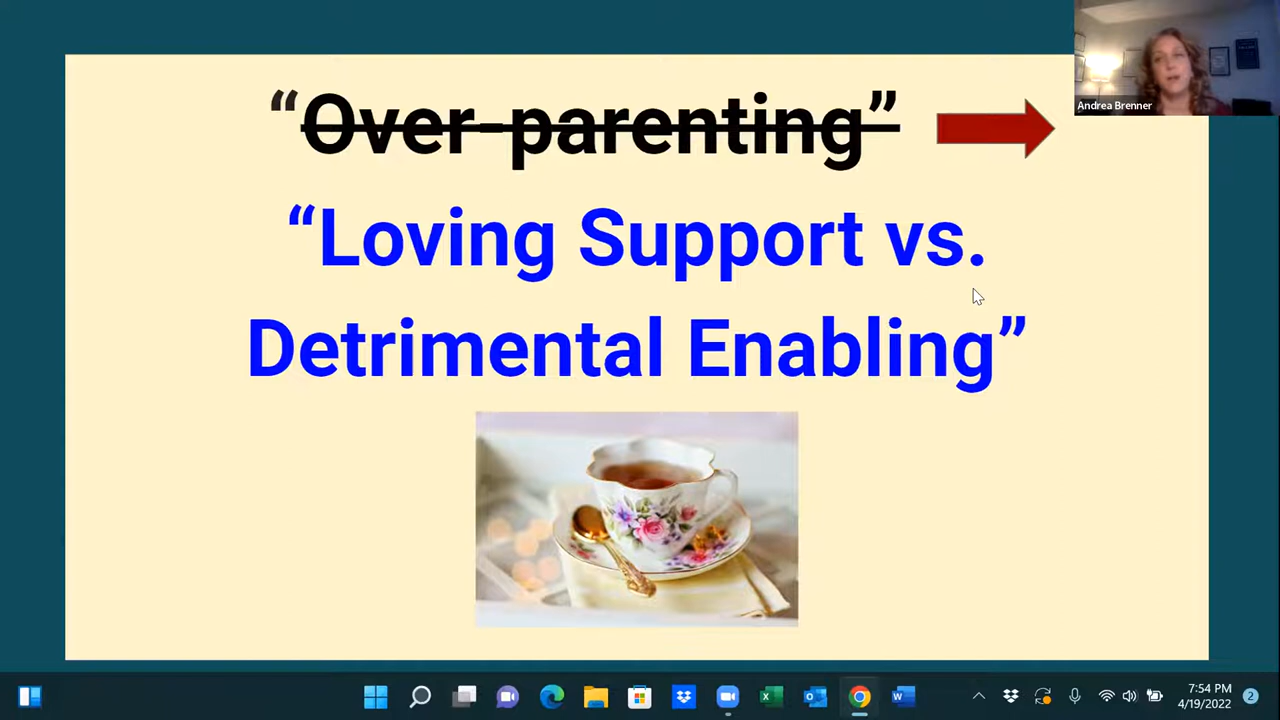 “Over-parenting”
“Loving Support vs.
Detrimental Enabling”
Andrea Brenner
7:54 PM
4/19/2022
2